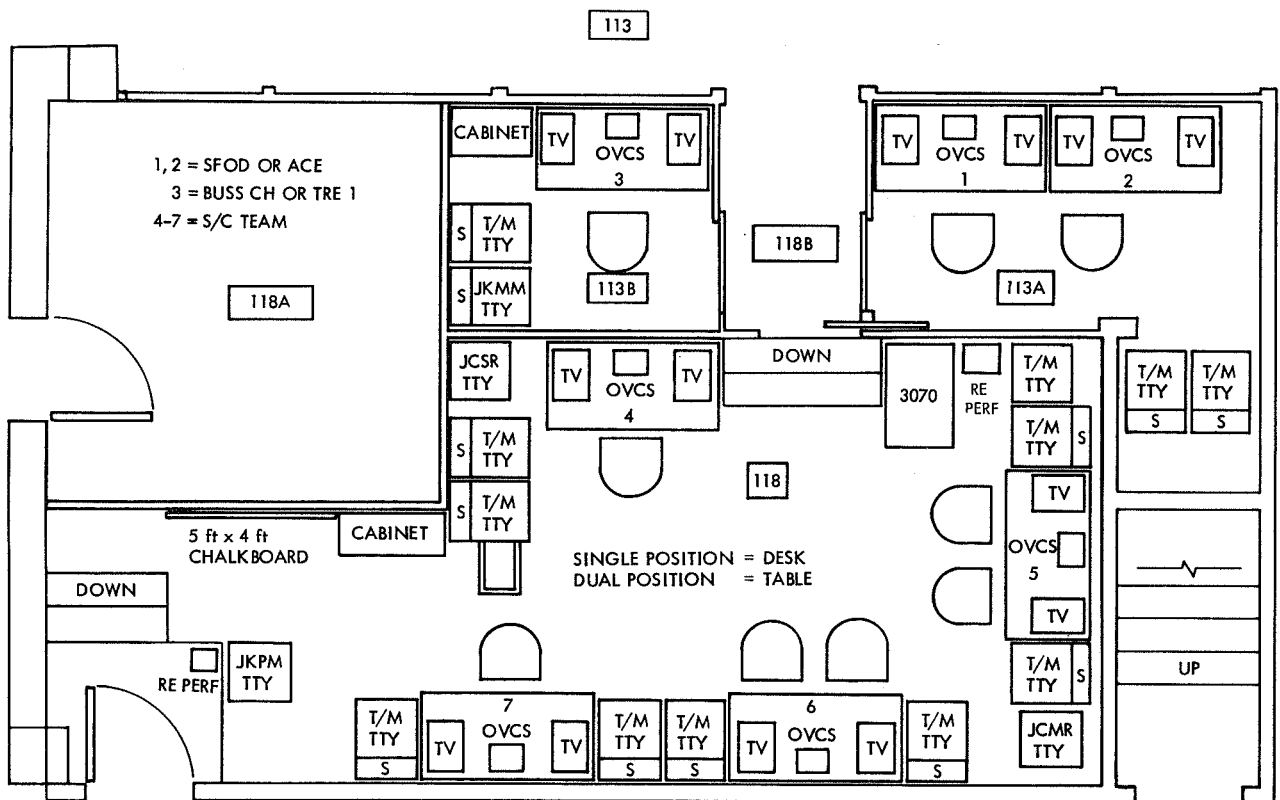 113
1, 2 = SFOD OR ACE
3 = BUSS CH OR TRE 1
4-7 = S/C TEAM
118A
CABINET
TV
OVCS
TV
3
S
T/M
TTY
S
JKMM
TTY
113B
118B
TV
OVCS
TV
1
TV
OVCS
TV
2
113A
JCSR
TTY
TV
OVCS
TV
4
DOWN
3070
RE
PERF
T/M
TTY
T/M
TTY
S
T/M
TTY
S
T/M
TTY
S
S
T/M
TTY
S
T/M
TTY
118
TV
OVCS
5
TV
5 ft x 4 ft
CHALKBOARD
CABINET
SINGLE POSITION = DESK
DUAL POSITION = TABLE
DOWN
RE PERF
JKPM
TTY
T/M
TTY
S
UP
T/M
TTY
S
7
TV
OVCS
TV
T/M
TTY
S
T/M
TTY
S
6
TV
OVCS
TV
T/M
TTY
S
JCMR
TTY